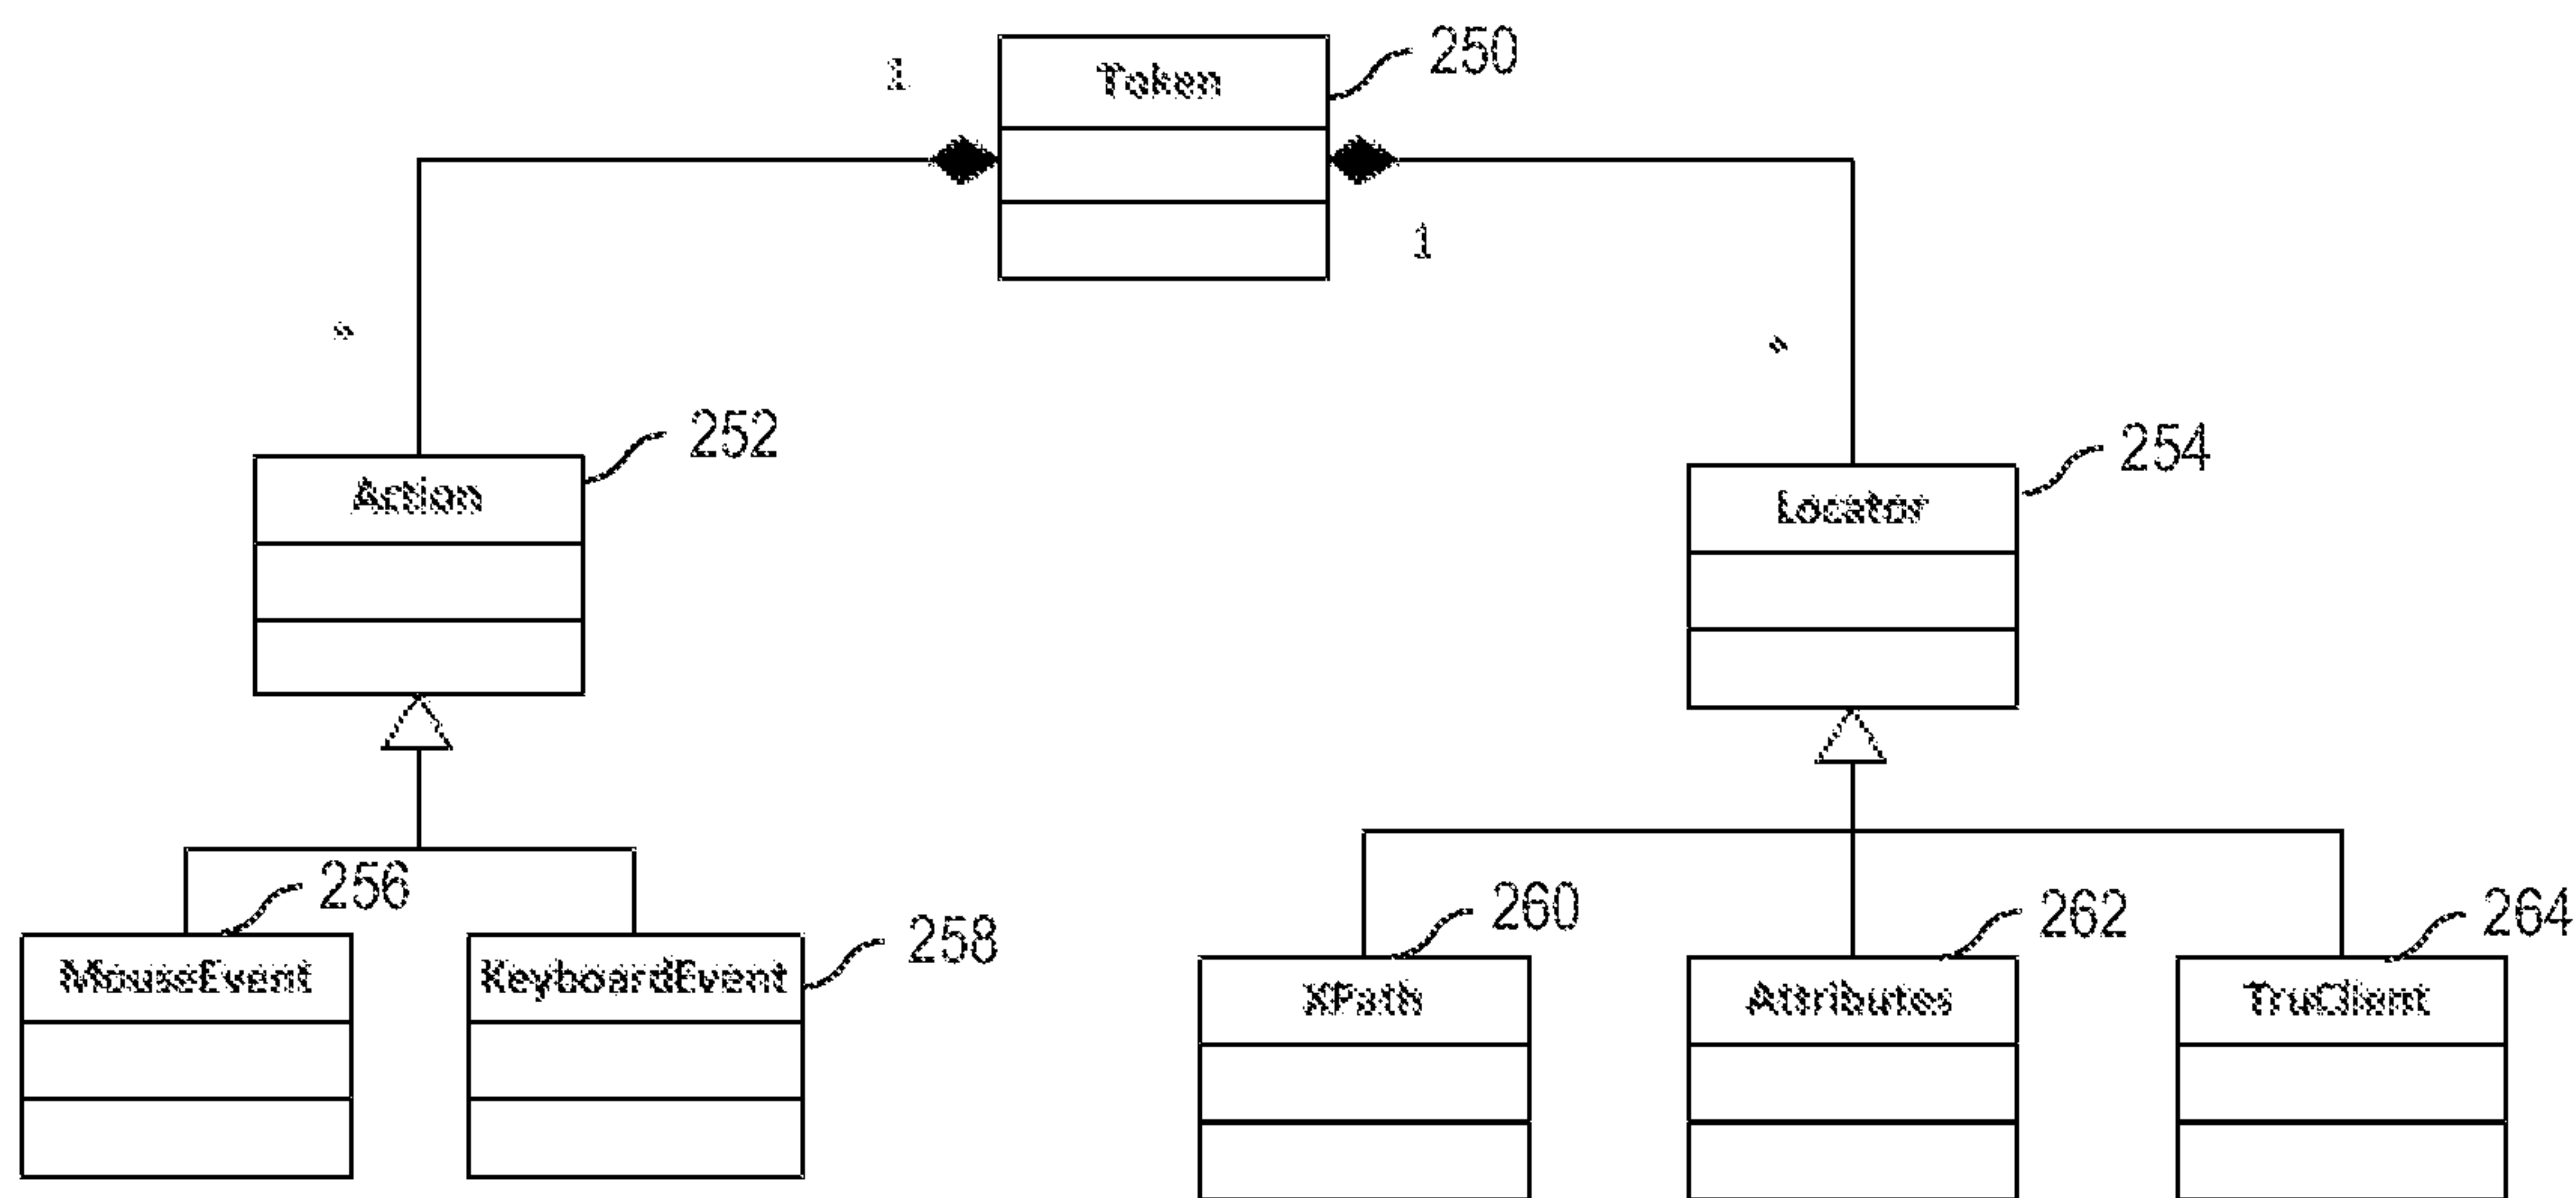 1
Token
250
1
*
*
Action
252
Locator
254
MouseEvent
256
KeyboardEvent
258
XPath
260
Attributes
262
TruClient
264